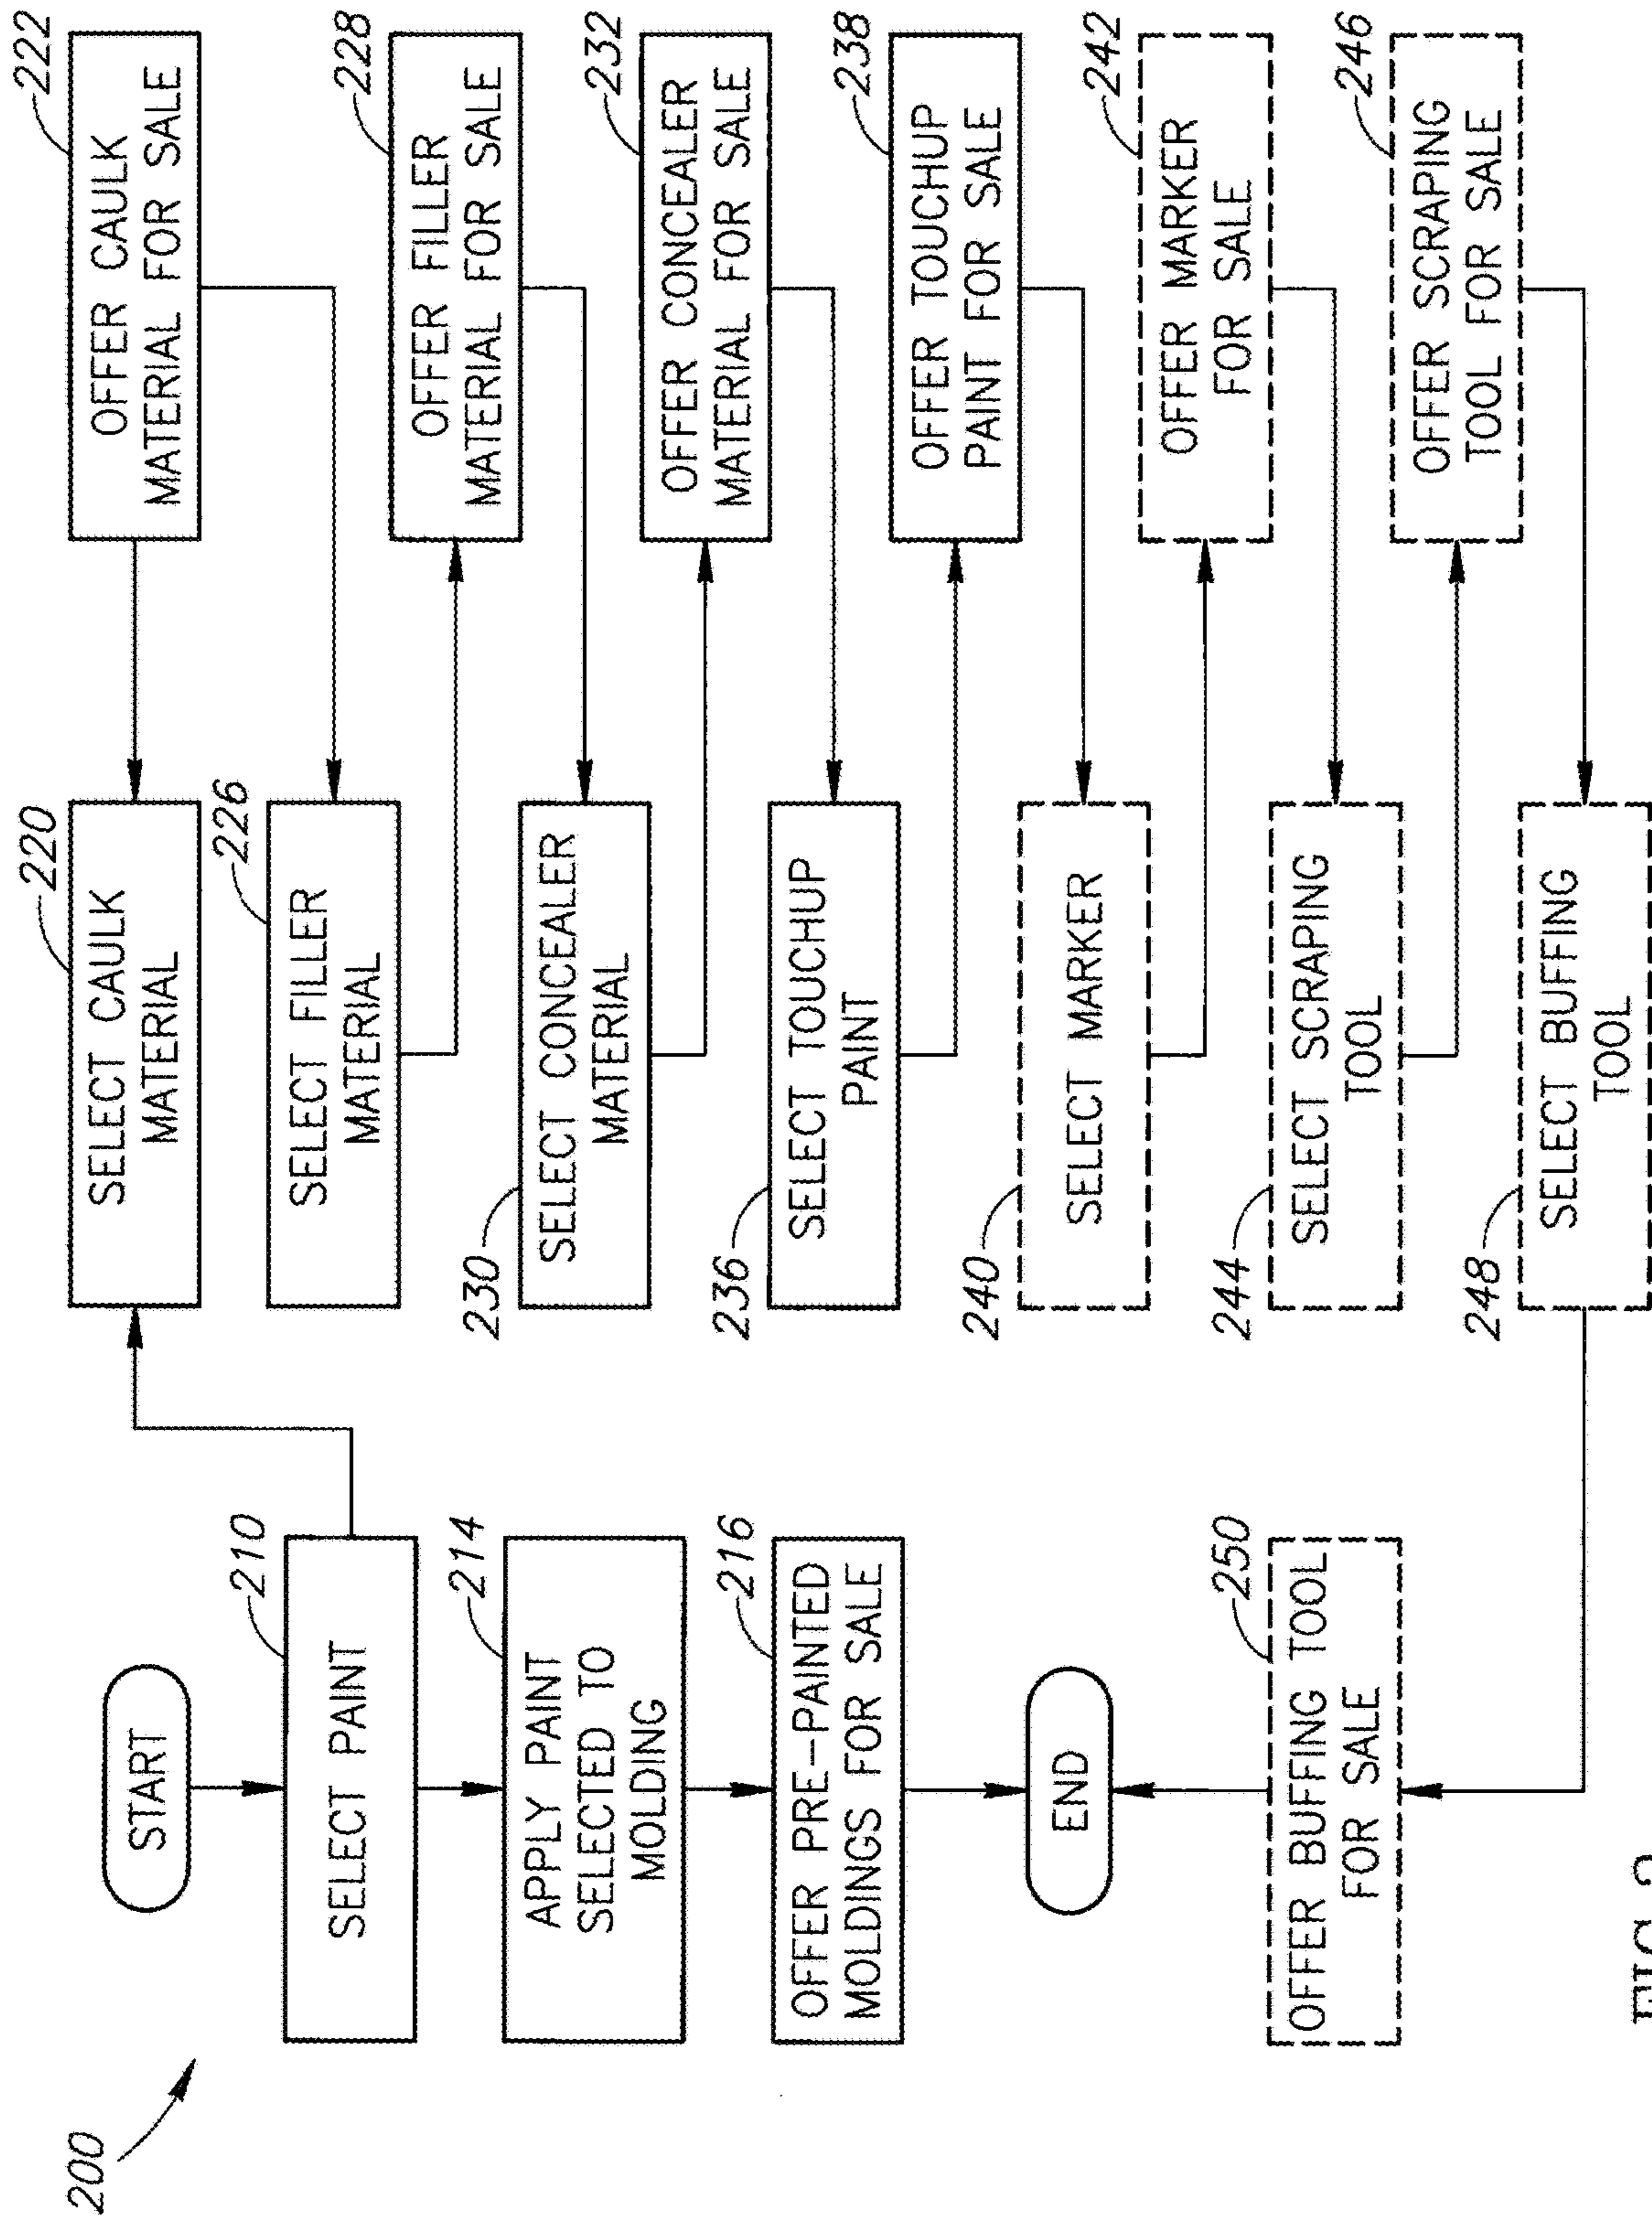 200
START
210
SELECT PAINT
214
APPLY PAINT
SELECTED TO
MOLDING
216
OFFER PRE-PAINTED
MOLDINGS FOR SALE
END
250
OFFER BUFFING TOOL
FOR SALE
220
SELECT CAULK
MATERIAL
226
SELECT FILLER
MATERIAL
230
SELECT CONCEALER
MATERIAL
236
SELECT TOUCHUP
PAINT
240
SELECT MARKER
244
SELECT SCRAPING
TOOL
248
SELECT BUFFING
TOOL
222
OFFER CAULK
MATERIAL FOR SALE
228
OFFER FILLER
MATERIAL FOR SALE
232
OFFER CONCEALER
MATERIAL FOR SALE
238
OFFER TOUCHUP
PAINT FOR SALE
242
OFFER MARKER
FOR SALE
246
OFFER SCRAPING
TOOL FOR SALE